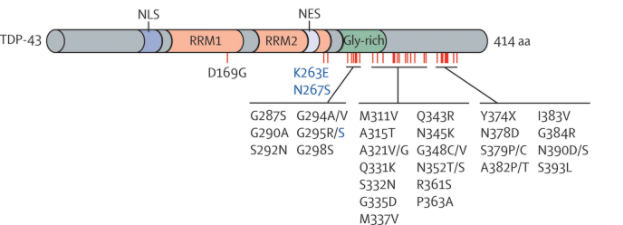 NLS NES
TDP-43 RRM1 RRM2 Gly-rich 414 aa
D169G K263E
N267S
G287S G294A/V M311V Q343R Y374X I383V
G290A G295R/S A315T N345K N378D G384R
S292N G298S A321V/G G348C/V S379P/C N390D/S
Q331K N352T/S A382P/T S393L
S332N R361S
G335D P363A
M337V